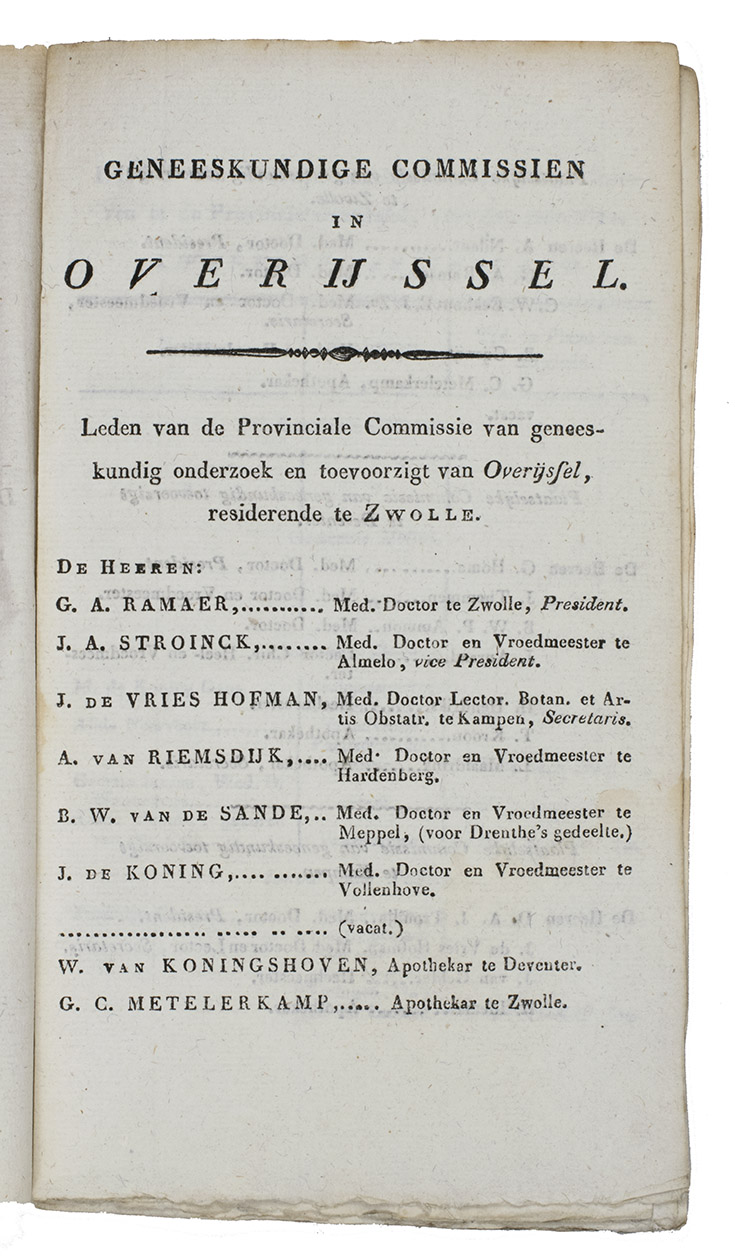 GENEESKUNDIGE COMMISSIEN
IN
OVERIJSSEL.
Leden van de Provinciale Commissie van genees-
kundig onderzoek en toevoorzigt van Overijsſel,
residerende te ZWOLLE.
DE HEEREN:
G. A. RAMAER,........... Med. Doctor te Zwolle, President.
J. A. STROINCK,........ Med. Doctor en Vroedmeester te
Almelo, vice President.
J. DE VRIES HOFMAN, Med. Doctor Lector. Botan. et Ar-
tis Obstatr. te Kampen, Secretaris.
A. VAN RIEMSDIJK,.... Med. Doctor en Vroedmeester te
Hardenberg.
B. W. VAN DE SANDE,.. Med. Doctor en Vroedmeester te
Meppel, (voor Drenthe's gedeelte.)
J. DE KONING,.... ....... Med. Doctor en Vroedmeester te
Vollenhove.
.................. ..... .. .... (vacat.)
W. VAN KONINGSHOVEN, Apothekar te Deventer.
G. C. METELERKAMP,..... Apothekar te Zwolle.